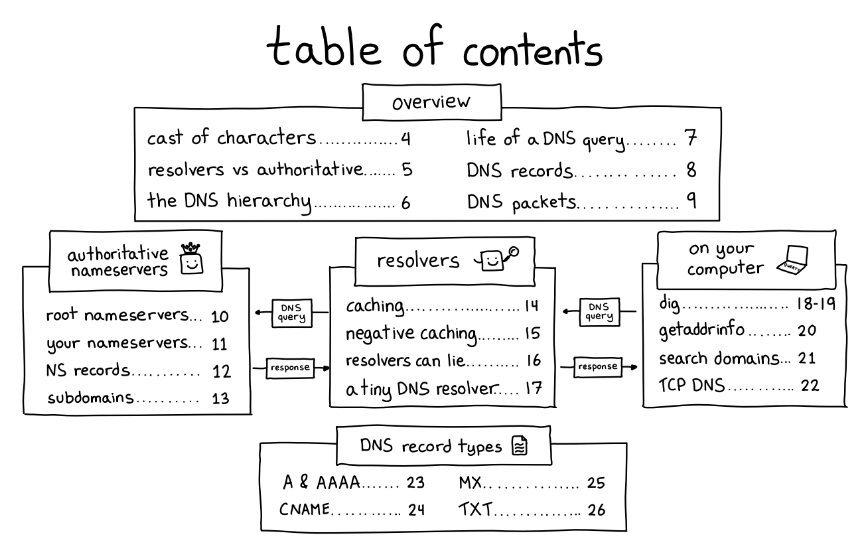 table of contents
overview
cast of characters.............. 4
resolvers vs authoritative....... 5
the DNS hierarchy................ 6
life of a DNS query........ 7
DNS records............... 8
DNS packets.............. 9
authoritative
nameservers
root nameservers... 10
your nameservers... 11
NS records........... 12
subdomains.......... 13
DNS
query
response
resolvers
caching....................... 14
negative caching........ 15
resolvers can lie........ 16
a tiny DNS resolver..... 17
DNS
query
response
on your
computer
query
dig..................... 18-19
getaddrinfo........ 20
search domains... 21
TCP DNS............ 22
DNS record types
A & AAAA....... 23
CNAME............ 24
MX................ 25
TXT............... 26